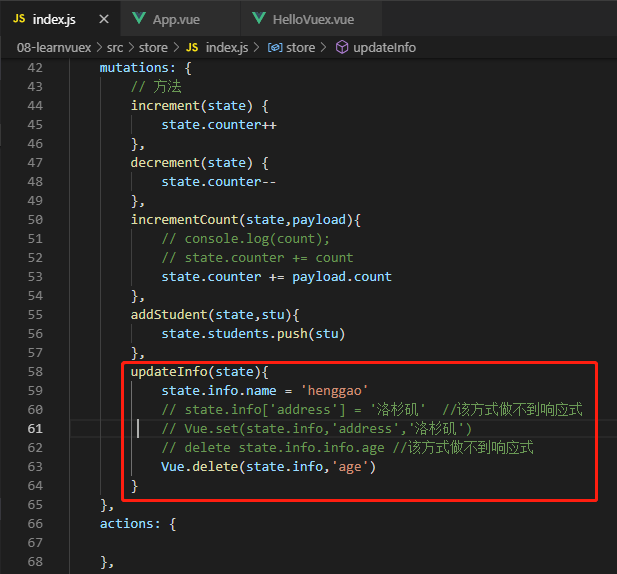 JS index.js × App.vue HelloVuex.vue
08-learnvuex > src > store > JS index.js > store > updateInfo
42 mutations: {
43 // 方法
44 increment(state) {
45 state.counter++
46 },
47 decrement(state) {
48 state.counter--
49 },
50 incrementCount(state,payload){
51 // console.log(count);
52 // state.counter += count
53 state.counter += payload.count
54 },
55 addStudent(state,stu){
56 state.students.push(stu)
57 },
58 updateInfo(state){
59 state.info.name = 'henggao'
60 // state.info['address'] = '洛杉矶' //该方式做不到响应式
61 // Vue.set(state.info,'address','洛杉矶')
62 // delete state.info.info.age //该方式做不到响应式
63 Vue.delete(state.info,'age')
64 }
65 },
66 actions: {
67
68 },